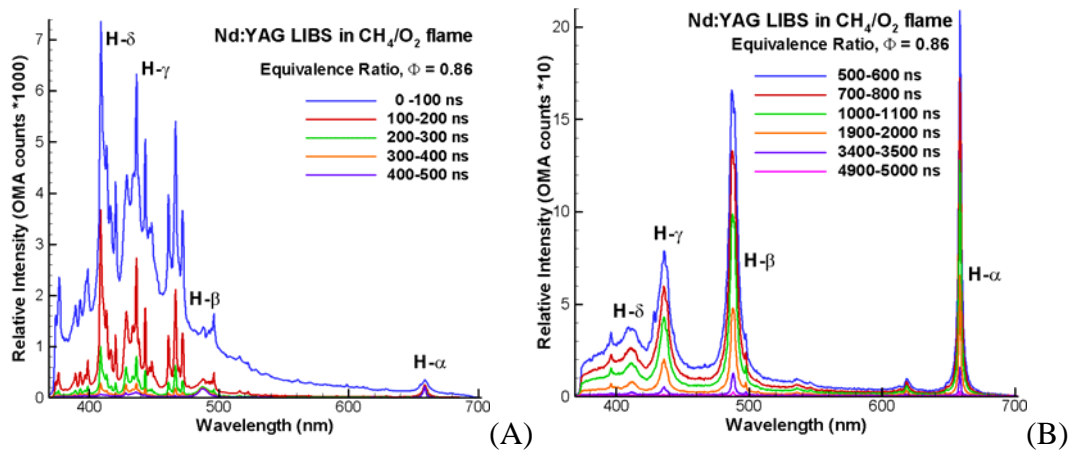 Nd:YAG LIBS in CH4/O2 flame
Equivalence Ratio, Φ = 0.86
0 -100 ns
100-200 ns
200-300 ns
300-400 ns
400-500 ns
H-δ
H-γ
H-β
H-α
Relative Intensity (OMA counts *1000)
7
6
5
4
3
2
1
0
400
500
600
700
Wavelength (nm)
(A)
Nd:YAG LIBS in CH4/O2 flame
Equivalence Ratio, Φ = 0.86
500-600 ns
700-800 ns
1000-1100 ns
1900-2000 ns
3400-3500 ns
4900-5000 ns
H-γ
H-β
H-δ
H-α
Relative Intensity (OMA counts *10)
20
15
10
5
0
400
500
600
700
Wavelength (nm)
(B)